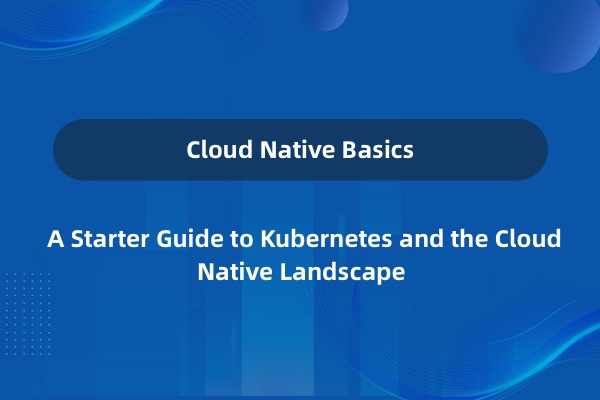 Cloud Native Basics
A Starter Guide to Kubernetes and the Cloud
Native Landscape